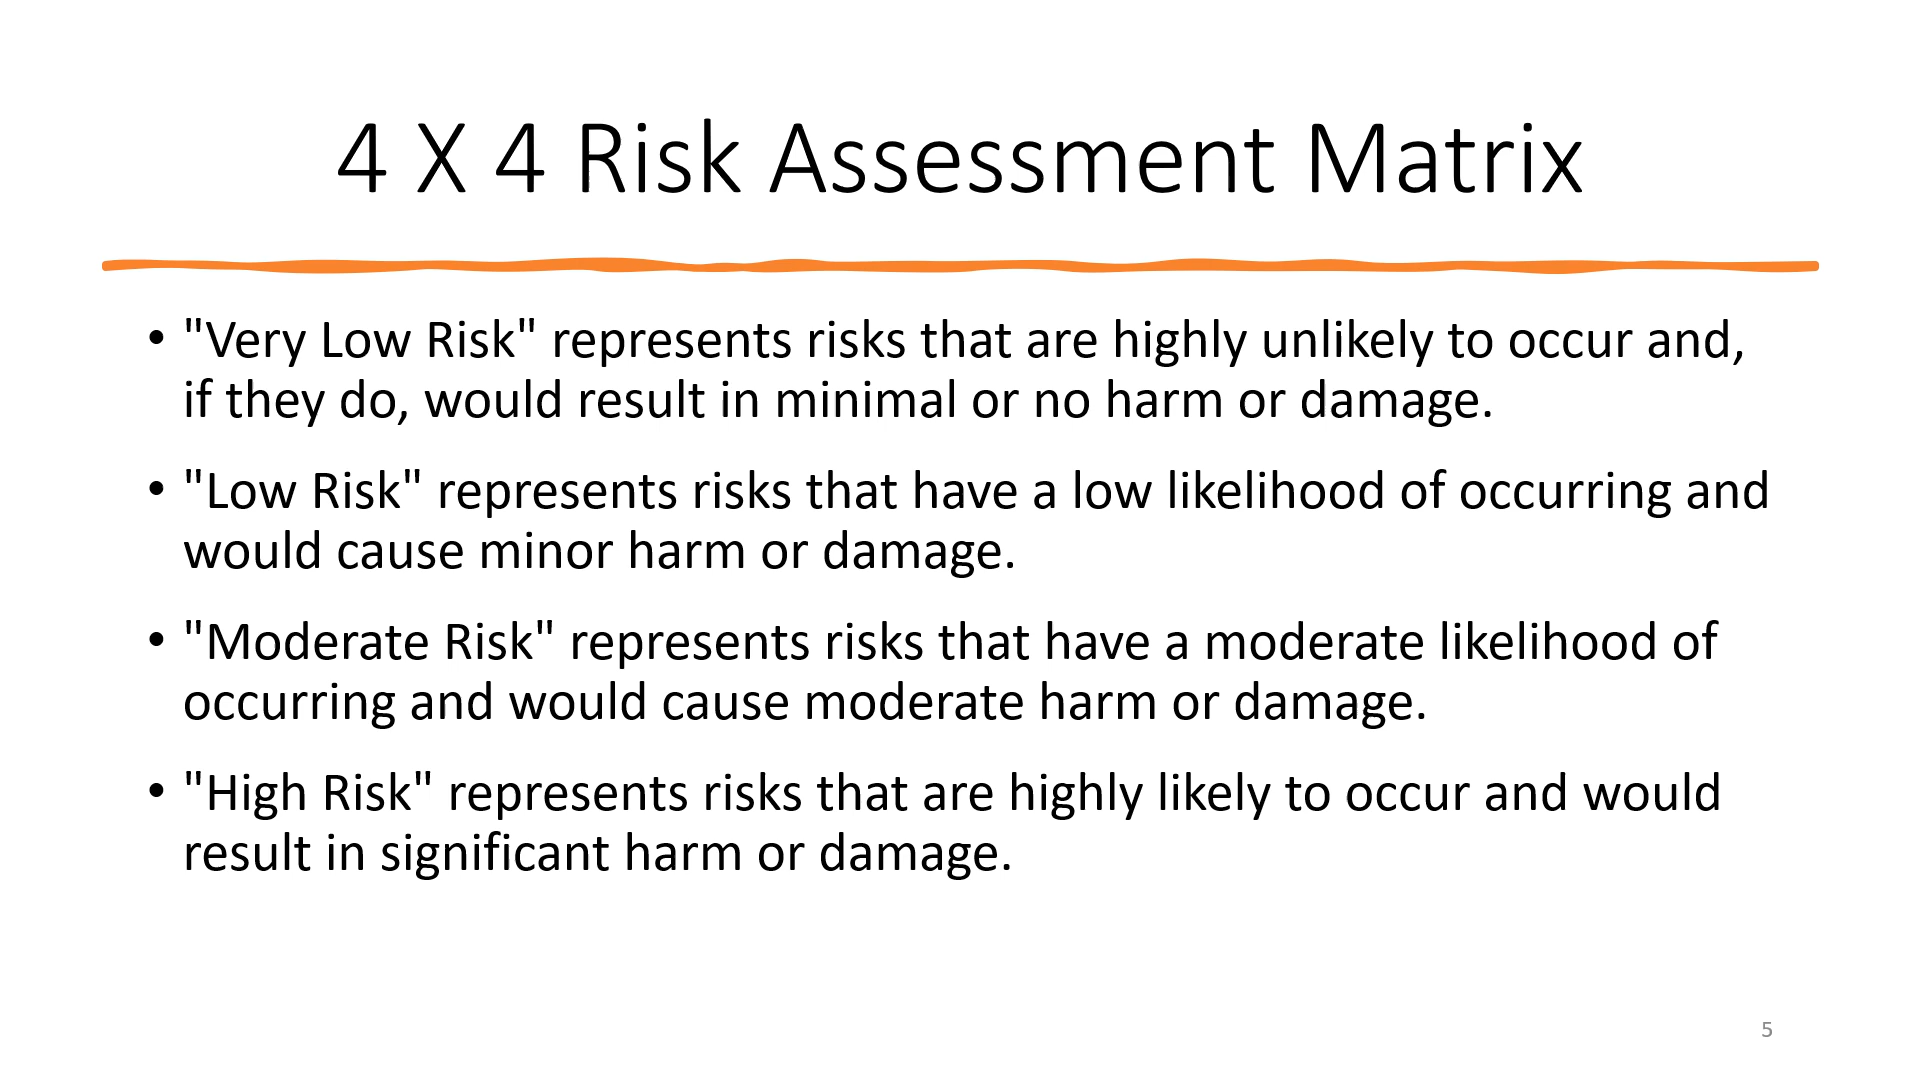 4 X 4 Risk Assessment Matrix
• "Very Low Risk" represents risks that are highly unlikely to occur and,
if they do, would result in minimal or no harm or damage.
• "Low Risk" represents risks that have a low likelihood of occurring and
would cause minor harm or damage.
• "Moderate Risk" represents risks that have a moderate likelihood of
occurring and would cause moderate harm or damage.
• "High Risk" represents risks that are highly likely to occur and would
result in significant harm or damage.
5